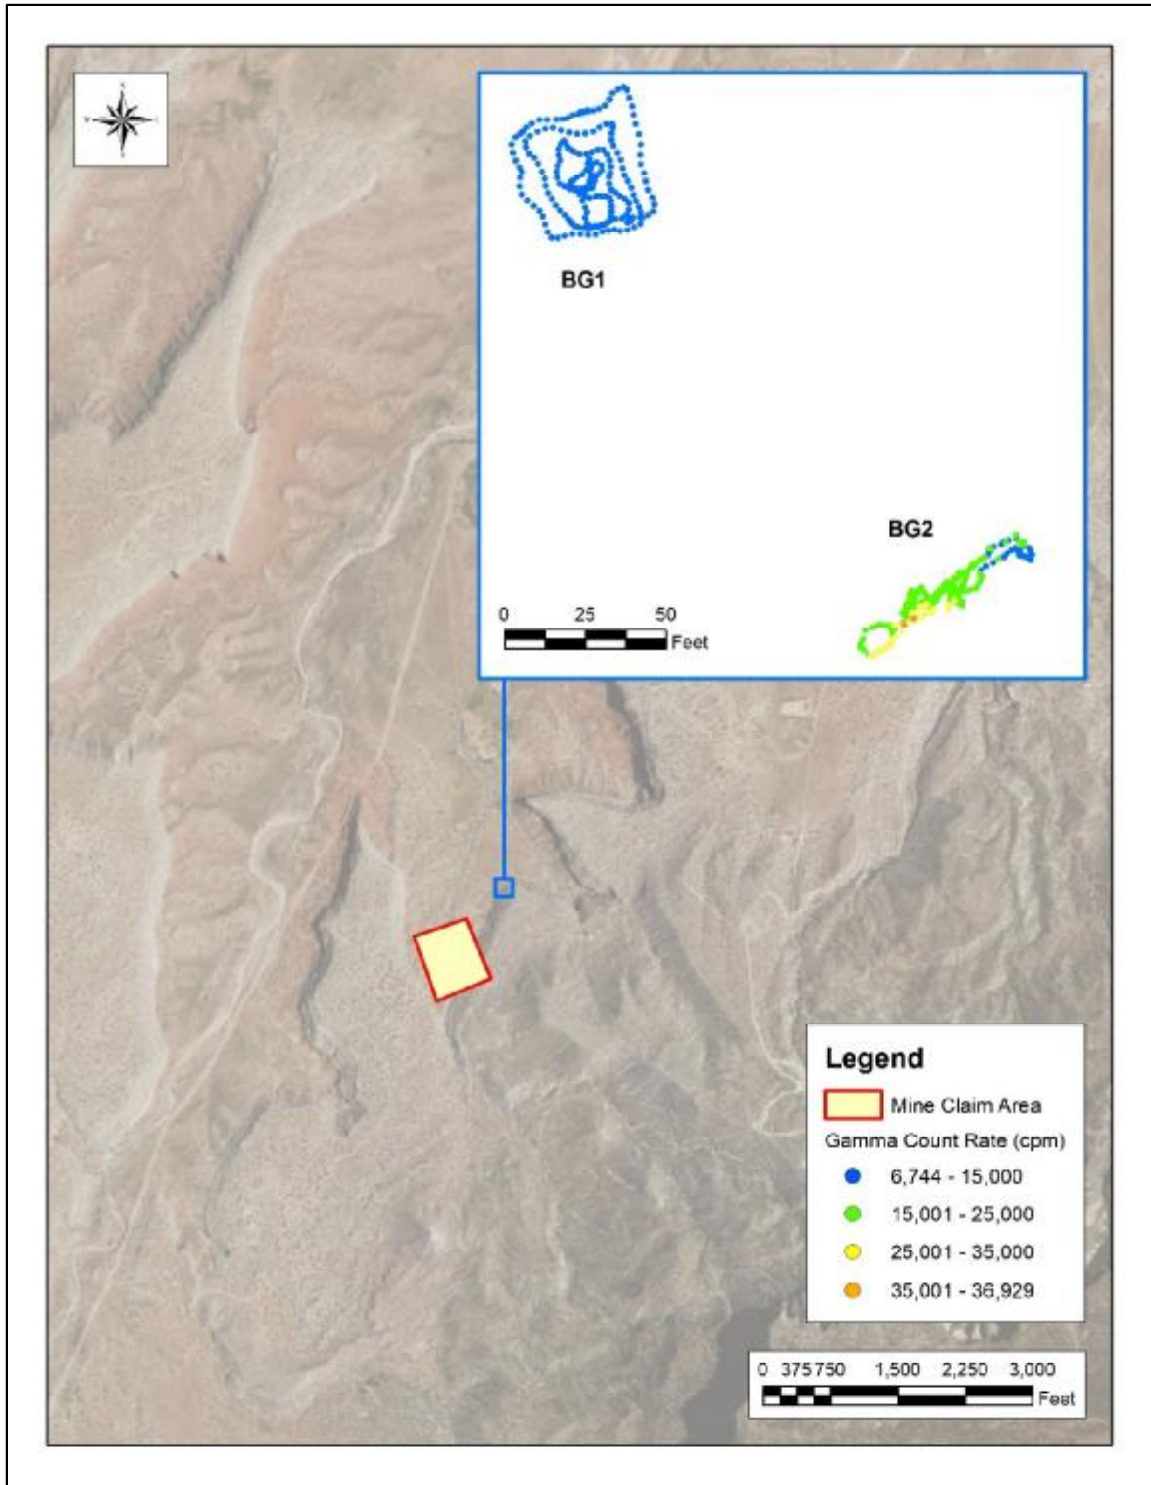 BG1
BG2
0 25 50
Feet
Legend
Mine Claim Area
Gamma Count Rate (cpm)
6,744 - 15,000
15,001 - 25,000
25,001 - 35,000
35,001 - 36,929
0 375 750 1,500 2,250 3,000
Feet